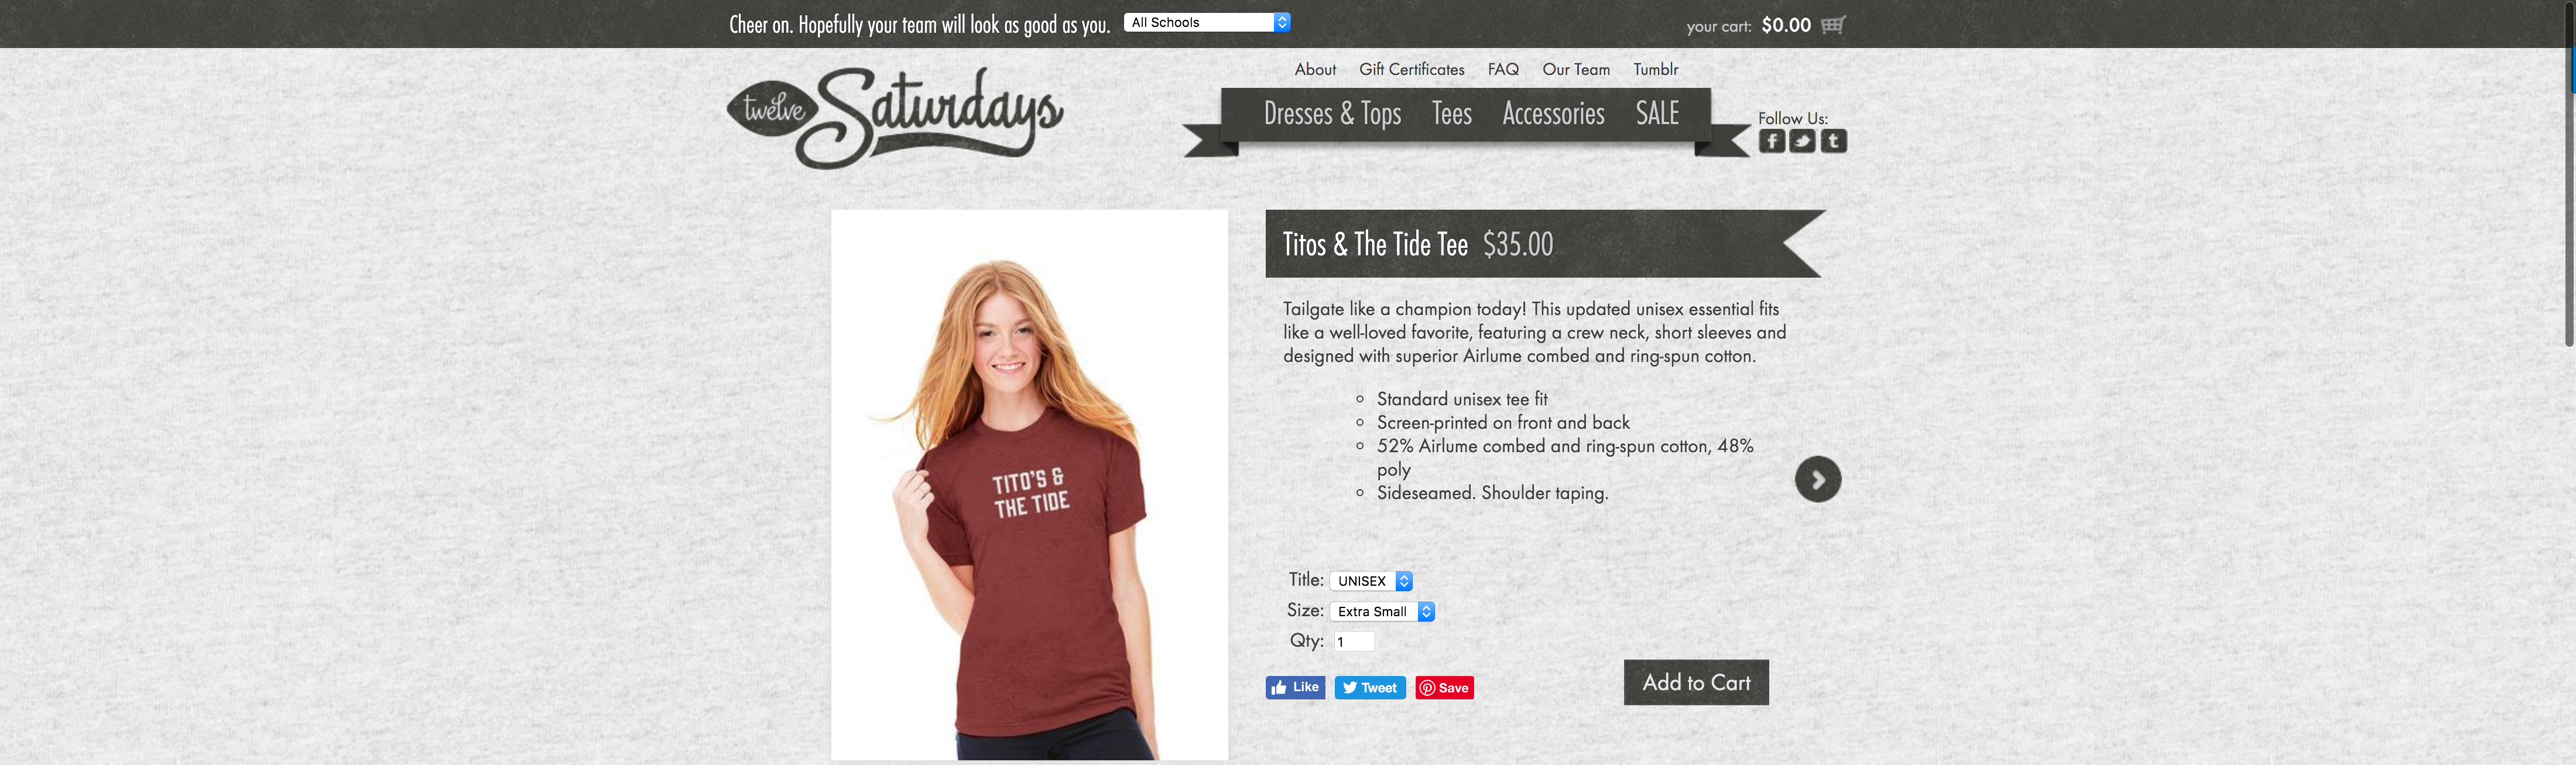 Cheer on. Hopefully your team will look as good as you.
All Schools
your cart: $0.00
About Gift Certificates FAQ Our Team Tumblr
twelve Saturdays
Dresses & Tops Tees Accessories SALE
Follow Us:
f t
Titos & The Tide Tee $35.00
Tailgate like a champion today! This updated unisex essential fits
like a well-loved favorite, featuring a crew neck, short sleeves and
designed with superior Airlume combed and ring-spun cotton.
Standard unisex tee fit
Screen-printed on front and back
52% Airlume combed and ring-spun cotton, 48%
poly
Sideseamed. Shoulder taping.
TITO'S &
THE TIDE
Title: UNISEX
Size: Extra Small
Qty: 1
Like Tweet Save
Add to Cart